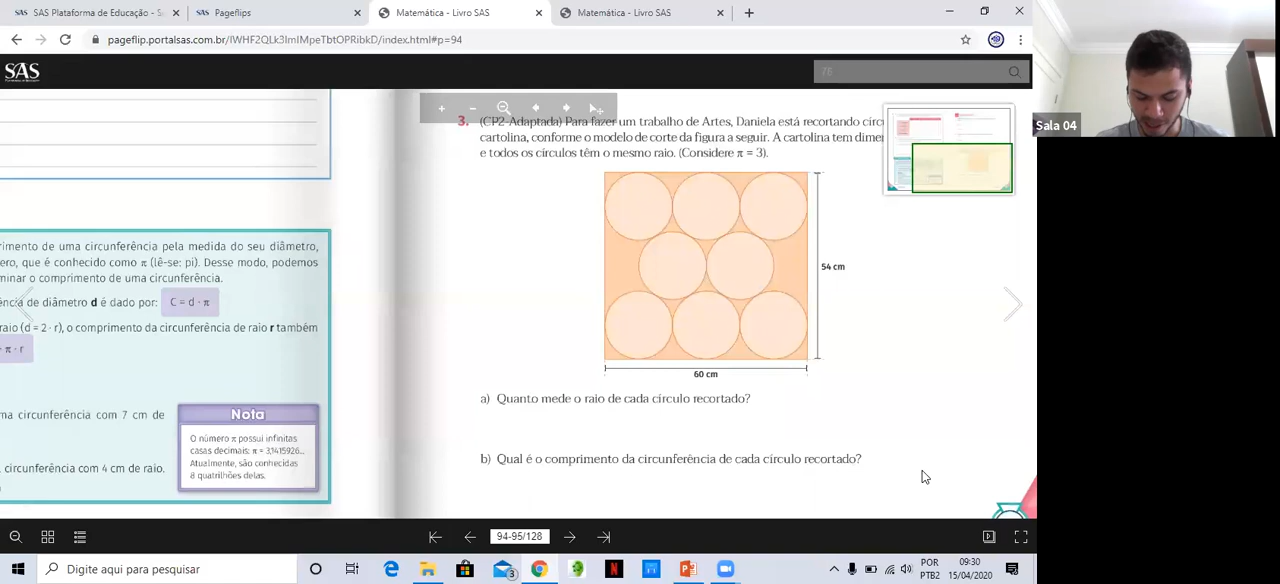 SAS Plataforma de Educação - S
SAS Pageflips
Matemática - Livro SAS
Matemática - Livro SAS
pageflip.portalsas.com.br/IWHF2QLk3ImIMpeTbtOPRibkD/index.html#p=94
SAS
76
Sala 04
3. (CP2-Adaptada) Para fazer um trabalho de Artes, Daniela está recortando círc
cartolina, conforme o modelo de corte da figura a seguir. A cartolina tem dimen
e todos os círculos têm o mesmo raio. (Considere π = 3).
54 cm
60 cm
a) Quanto mede o raio de cada círculo recortado?
b) Qual é o comprimento da circunferência de cada círculo recortado?
rimento de uma circunferência pela medida do seu diâmetro,
ero, que é conhecido como π (lê-se: pi). Desse modo, podemos
minar o comprimento de uma circunferência.
ência de diâmetro d é dado por: C = d · π
raio (d = 2 · r), o comprimento da circunferência de raio r também
· π · r
ma circunferência com 7 cm de
circunferência com 4 cm de raio.
Nota
O número π possui infinitas
casas decimais: π = 3,1415926...
Atualmente, são conhecidas
8 quatrilhões delas.
94-95/128
Digite aqui para pesquisar
3
POR
PTB2
09:30
15/04/2020